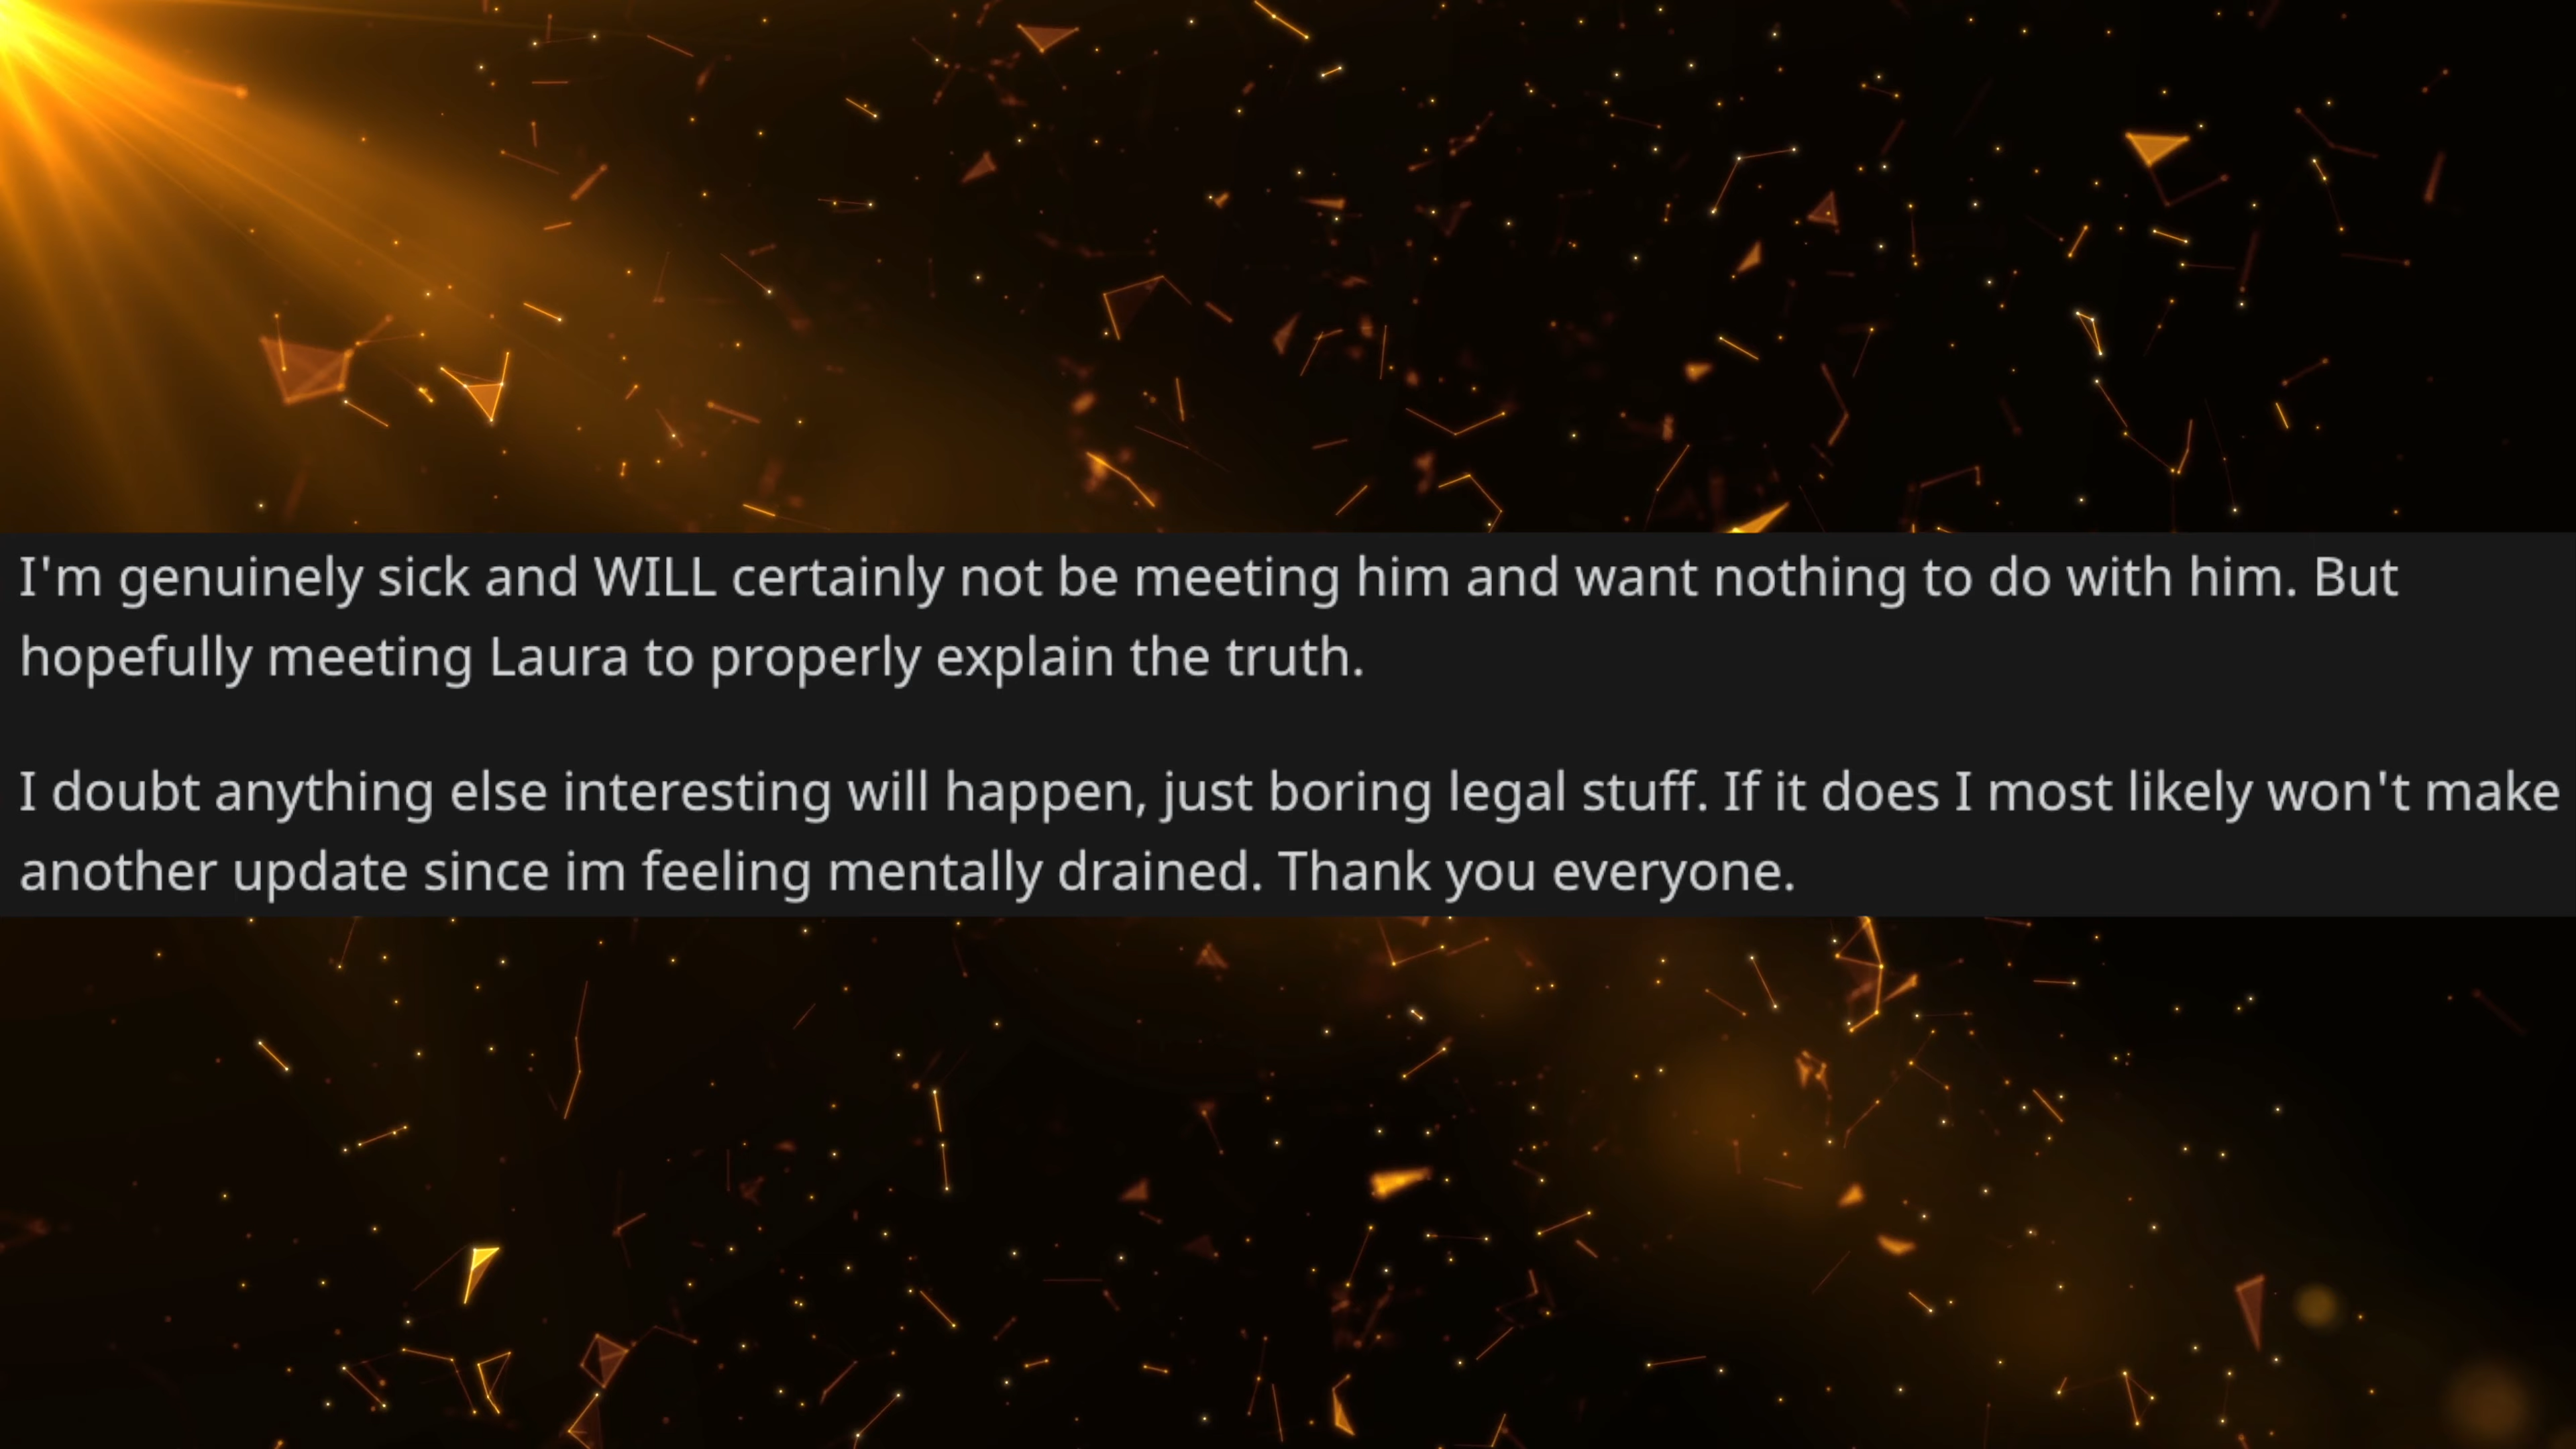 I'm genuinely sick and WILL certainly not be meeting him and want nothing to do with him. But
hopefully meeting Laura to properly explain the truth.
I doubt anything else interesting will happen, just boring legal stuff. If it does I most likely won't make
another update since im feeling mentally drained. Thank you everyone.